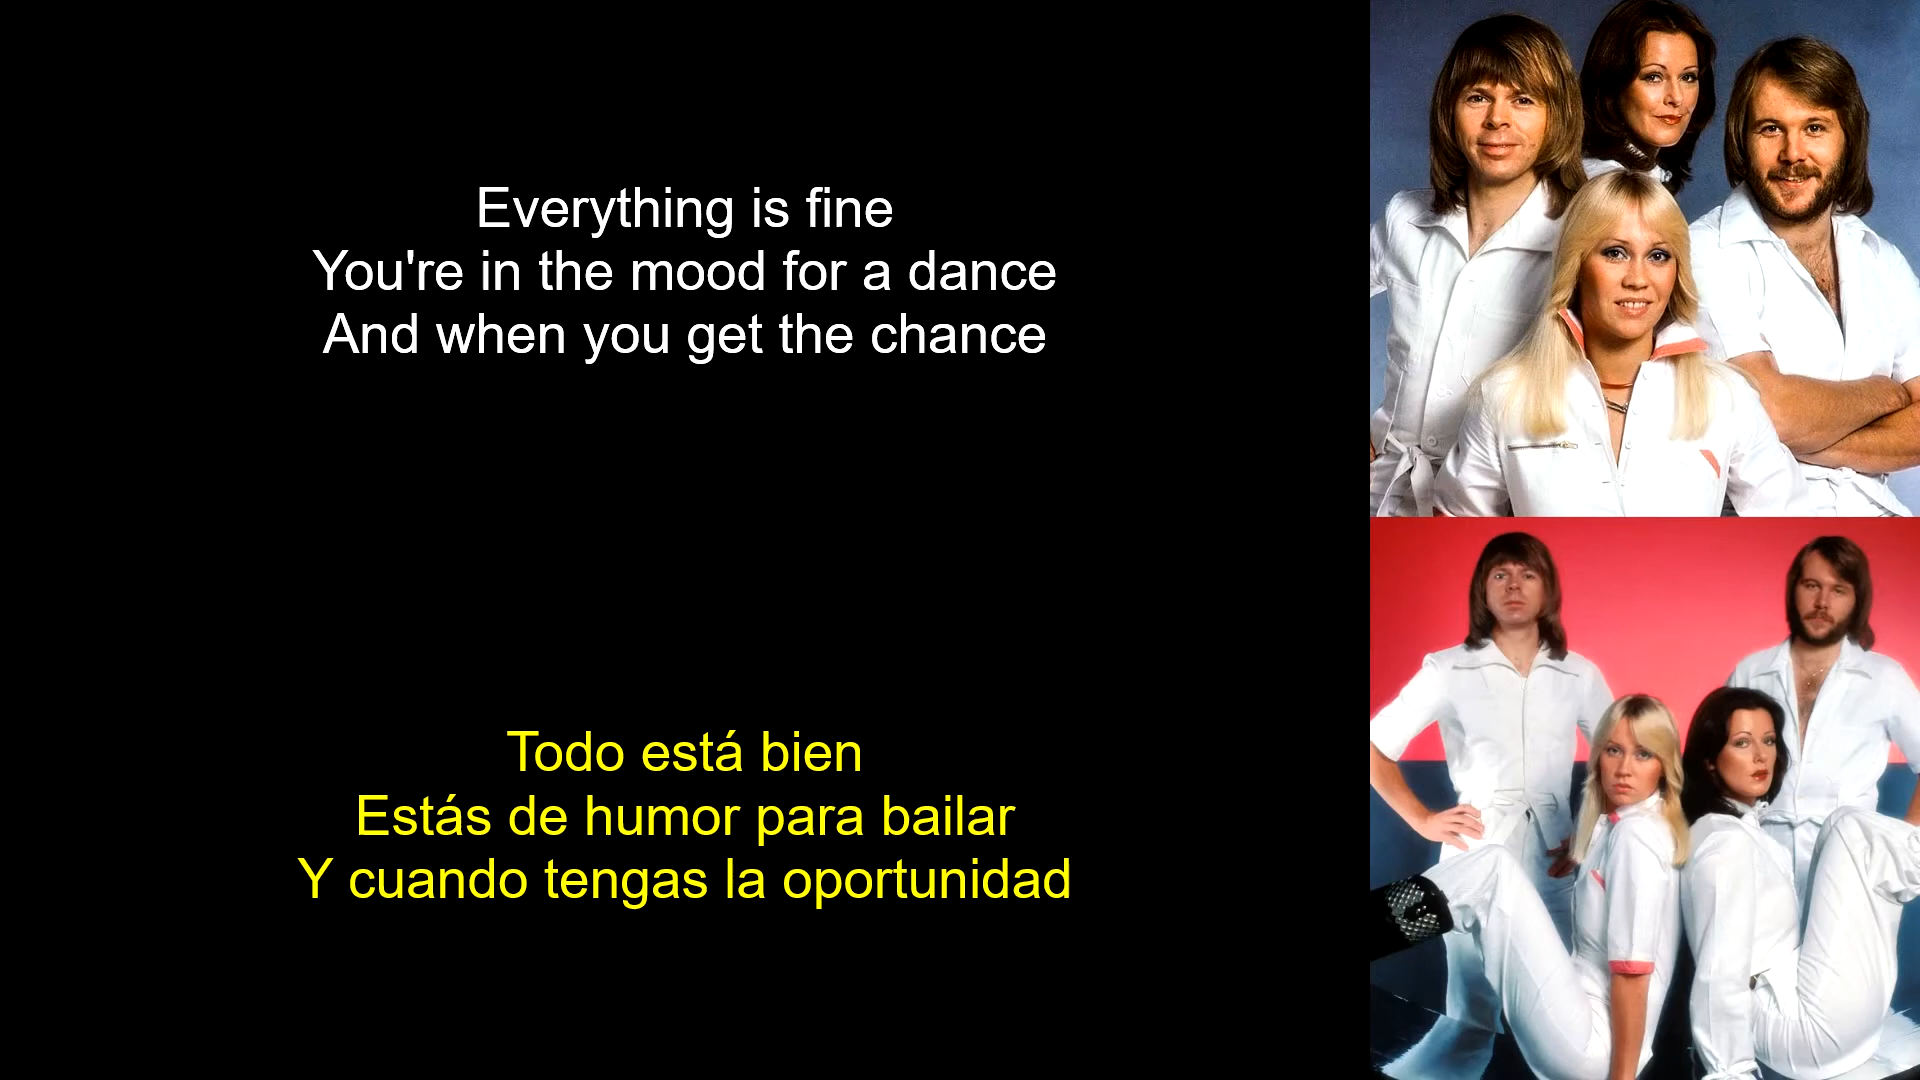 Everything is fine
You're in the mood for a dance
And when you get the chance
Todo está bien
Estás de humor para bailar
Y cuando tengas la oportunidad